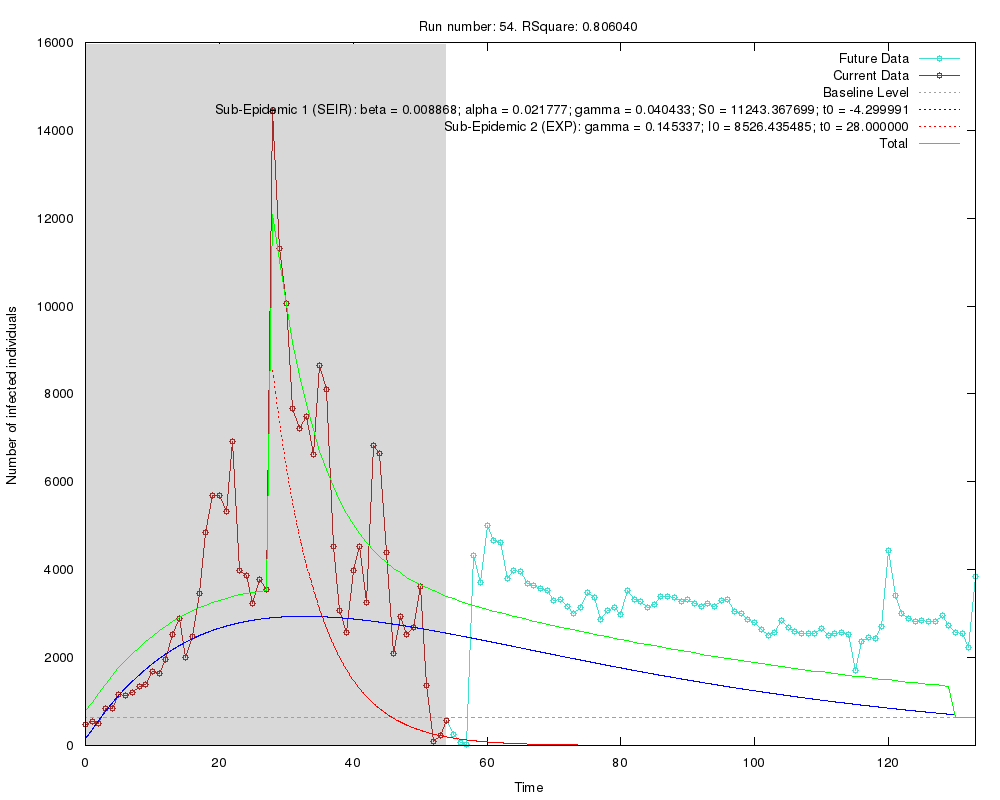 Run number: 54. RSquare: 0.806040
Future Data
Current Data
Baseline Level
Sub-Epidemic 1 (SEIR): beta = 0.008868; alpha = 0.021777; gamma = 0.040433; S0 = 11243.367699; t0 = -4.299991
Sub-Epidemic 2 (EXP): gamma = 0.145337; I0 = 8526.435485; t0 = 28.000000
Total
16000
14000
12000
10000
8000
6000
4000
2000
0
Number of infected individuals
0 20 40 60 80 100 120
Time